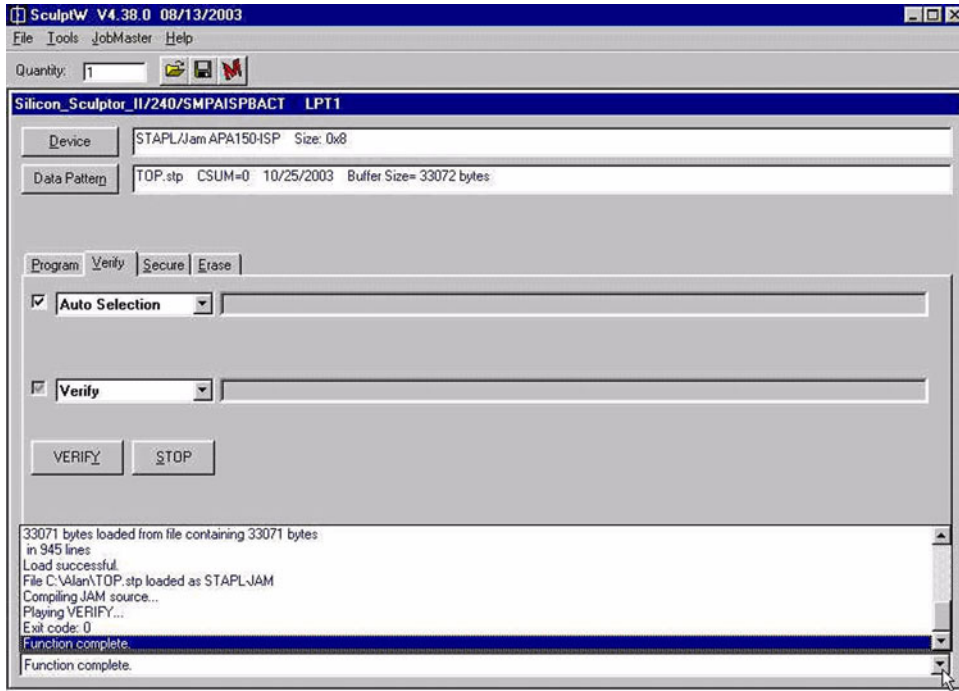 SculptW V4.38.0 08/13/2003
File Tools JobMaster Help
Quantity: 1
Silicon_Sculptor_II/240/SMPAISPBACT LPT1
Device STAPL/Jam APA150-ISP Size: 0x8
Data Pattern TOP.stp CSUM=0 10/25/2003 Buffer Size= 33072 bytes
Program Verify Secure Erase
Auto Selection
Verify
VERIFY STOP
33071 bytes loaded from file containing 33071 bytes
in 945 lines
Load successful.
File C:\Alan\TOP.stp loaded as STAPL-JAM
Compiling JAM source...
Playing VERIFY...
Exit code: 0
Function complete.
Function complete.